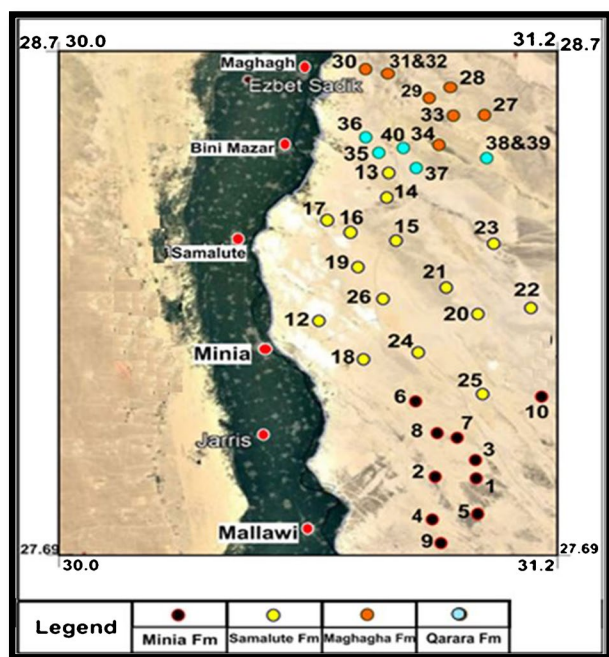 28.7 30.0 31.2 28.7
Maghagh
Ezbet Sadik
30 31&32
29 28
33 27
Bini Mazar
36 40 34 38&39
35 37
13
14
17 16
15 23
Samalute
19
21
26 22
12 20
Minia
18 24
25
6 10
8 7
Jarris
3
2 1
4 5
Mallawi
9
27.69 27.69
30.0 31.2
Legend
Minia Fm Samalute Fm Maghagha Fm Qarara Fm